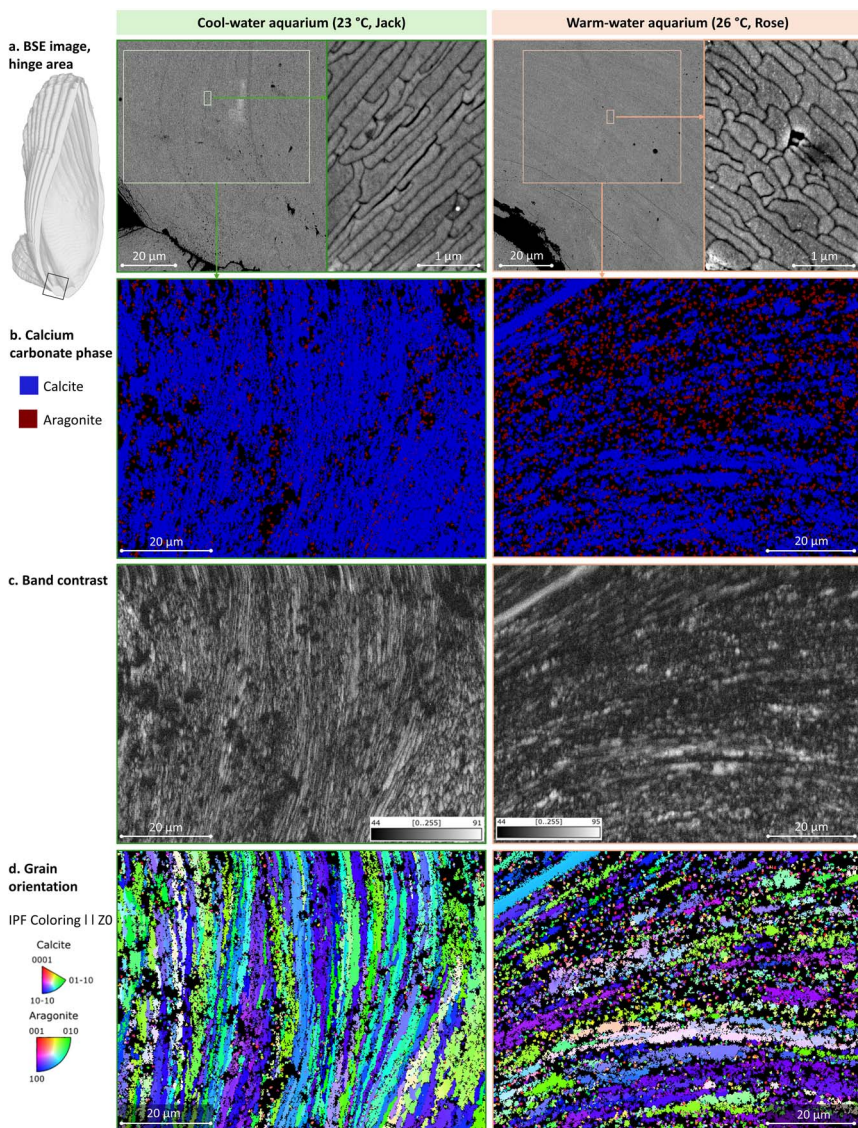 Cool-water aquarium (23 °C, Jack)
Warm-water aquarium (26 °C, Rose)
a. BSE image,
hinge area
20 µm
1 µm
20 µm
1 µm
b. Calcium
carbonate phase
Calcite
Aragonite
20 µm
20 µm
c. Band contrast
20 µm
44 [0..255] 91
44 [0..255] 95
20 µm
d. Grain
orientation
IPF Coloring I I Z0
Calcite
0001
01-10
10-10
Aragonite
001 010
100
20 µm
20 µm